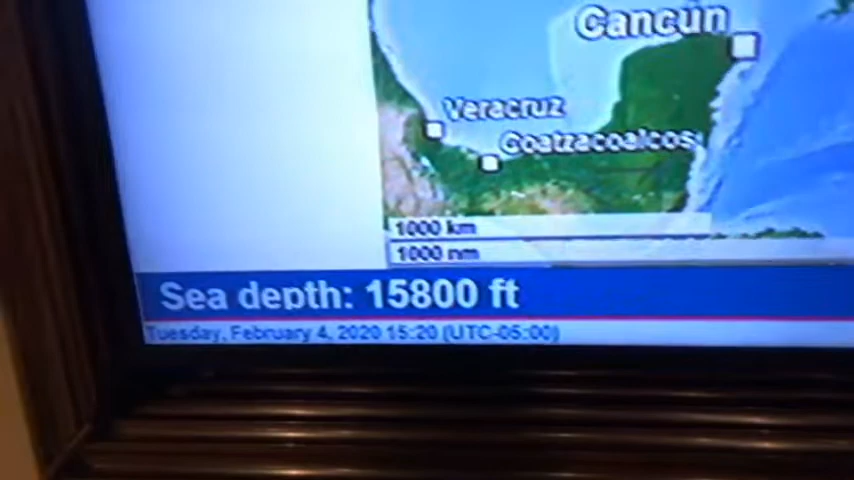 Cancún
Veracruz
Coatzacoalcos
1000 km
1000 nm
Sea depth: 15800 ft
Tuesday, February 4, 2020 15:20 (UTC-05:00)